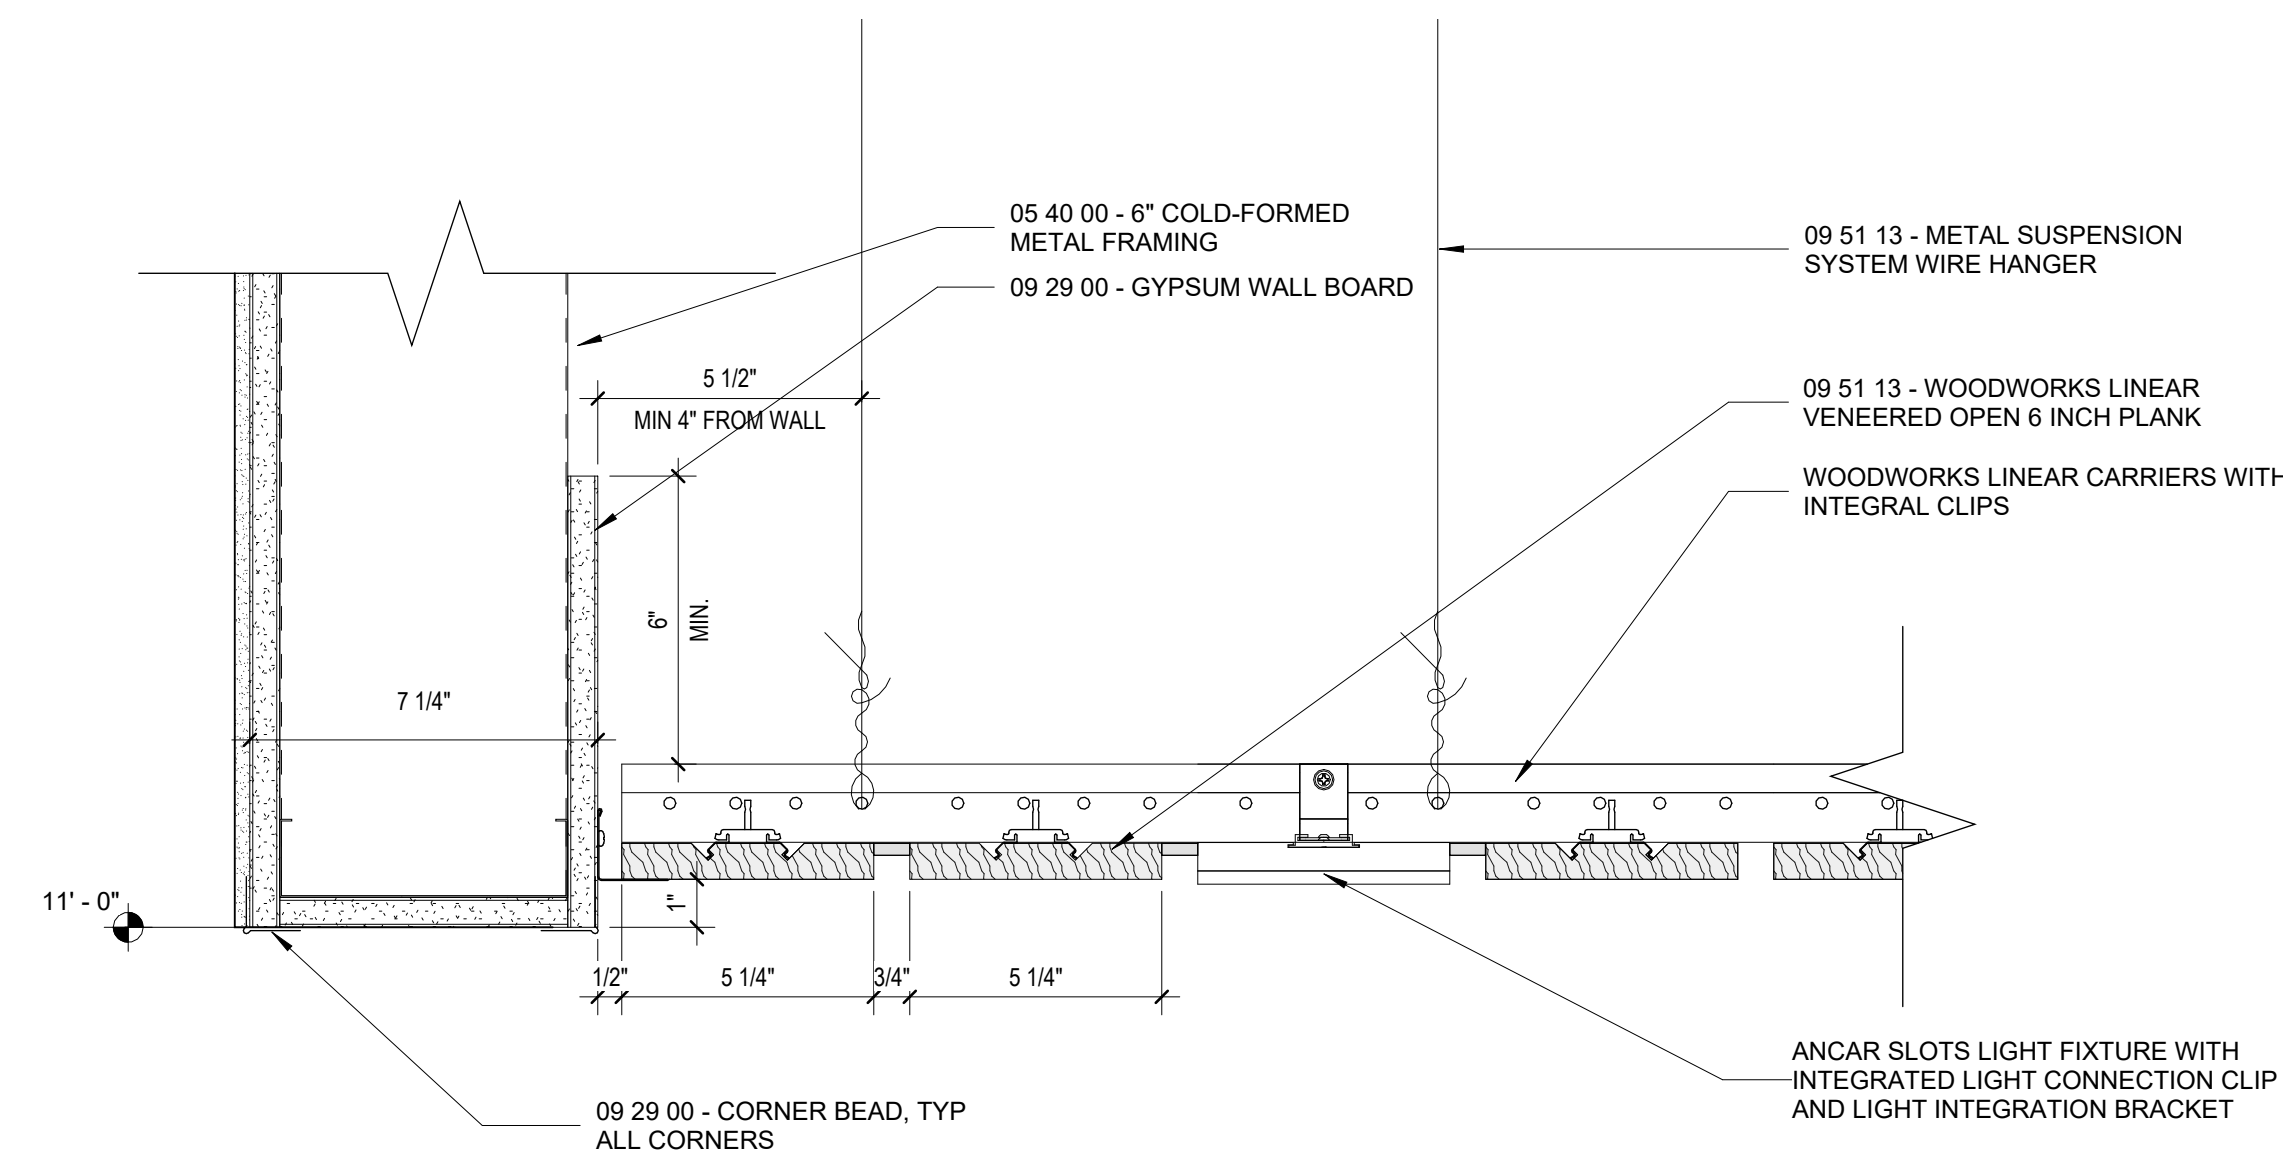 05 40 00 - 6" COLD-FORMED
METAL FRAMING
09 29 00 - GYPSUM WALL BOARD
09 51 13 - METAL SUSPENSION
SYSTEM WIRE HANGER
5 1/2"
MIN 4" FROM WALL
09 51 13 - WOODWORKS LINEAR
VENEERED OPEN 6 INCH PLANK
WOODWORKS LINEAR CARRIERS WITH
INTEGRAL CLIPS
6"
MIN.
7 1/4"
11' - 0"
1"
1/2"
5 1/4"
3/4"
5 1/4"
ANCAR SLOTS LIGHT FIXTURE WITH
INTEGRATED LIGHT CONNECTION CLIP
AND LIGHT INTEGRATION BRACKET
09 29 00 - CORNER BEAD, TYP
ALL CORNERS